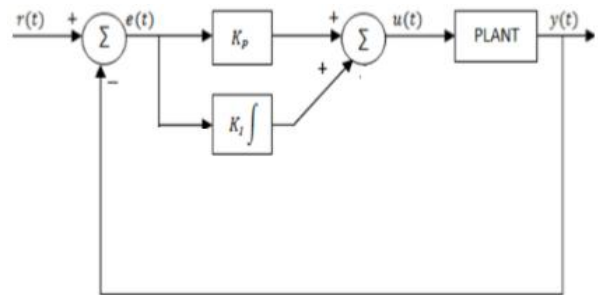 r(t) + Σ e(t) K_p + Σ u(t) PLANT y(t)
−
+
K_I ∫